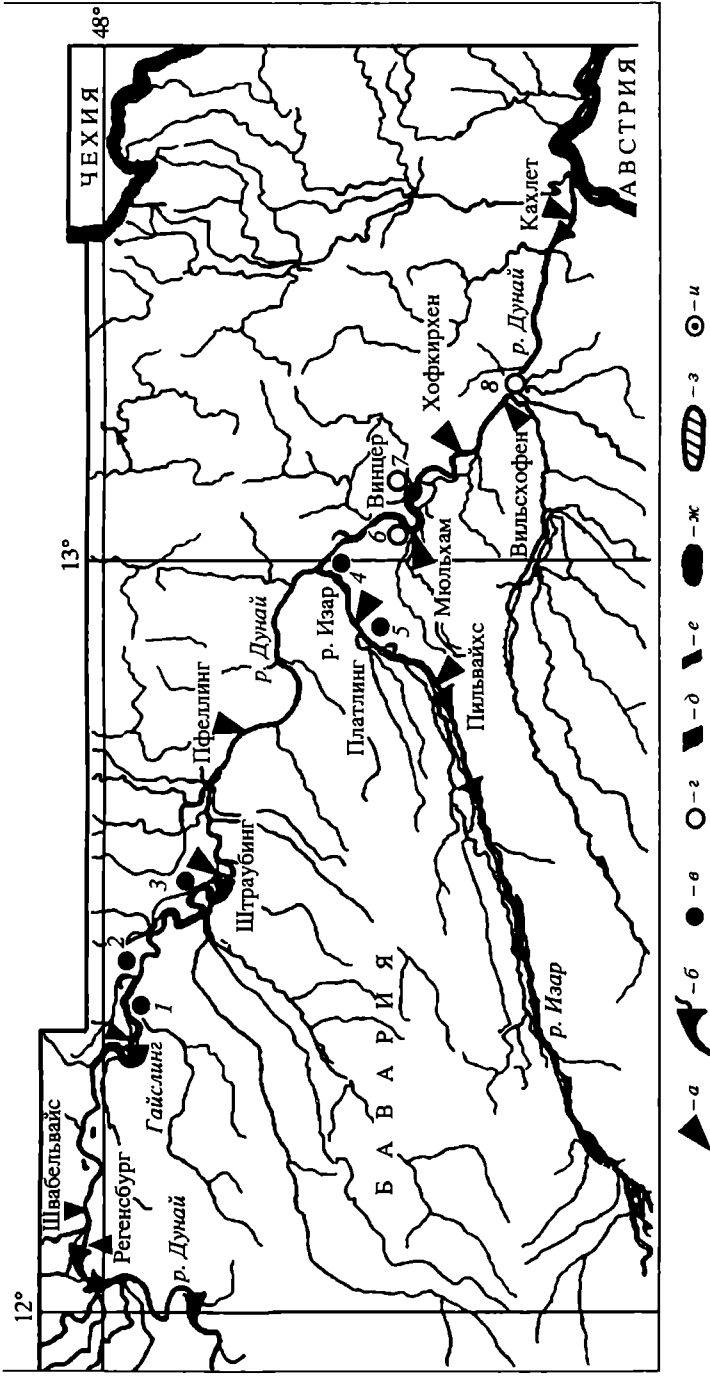 48°
ЧЕХИЯ
АВСТРИЯ
Кахлет
р. Дунай
8
Хофкирхен
Вильсхофен
Винцер
7
6
Мюльхам
13°
4
р. Изар
5
Платлинг
Пильвайхс
р. Дунай
Пфеллинг
Штраубинг
3
2
1
Гайслинг
р. Изар
БАВАРИЯ
Швабельвайс
Регенсбург
р. Дунай
12°
▲ – а
– б
● – в
○ – г
– д
– е
– ж
– з
– и